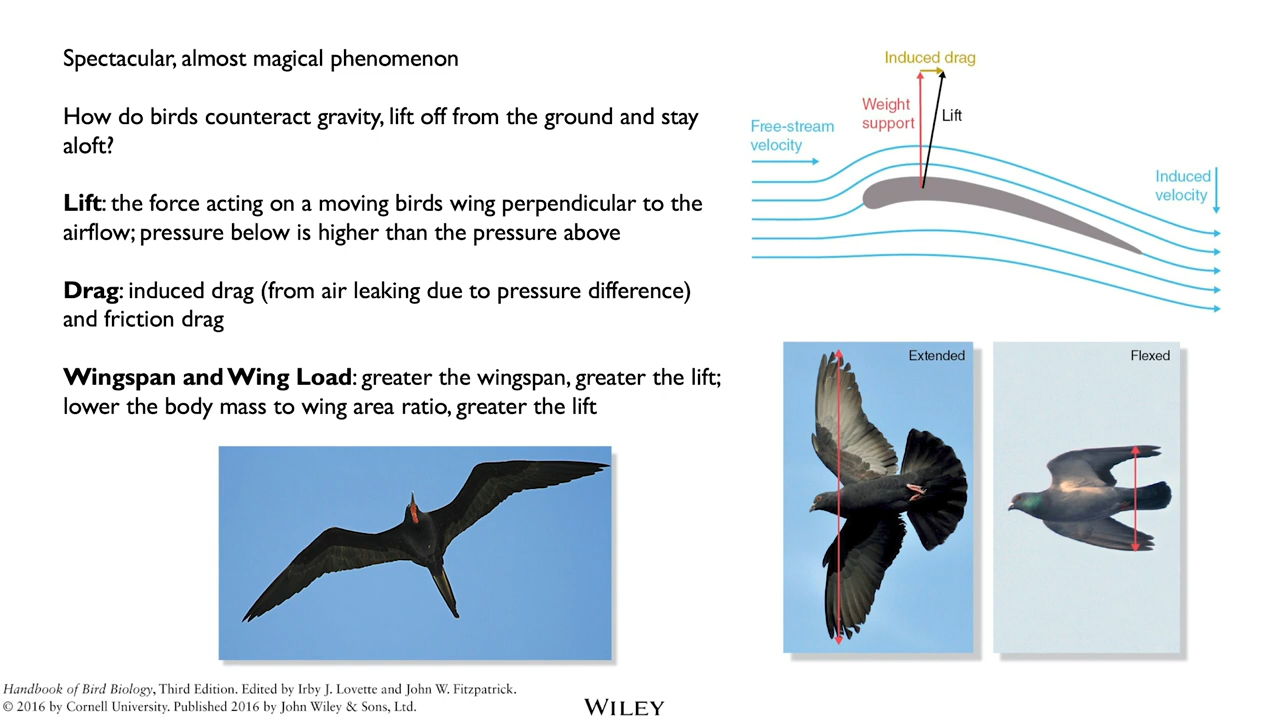 Spectacular, almost magical phenomenon
How do birds counteract gravity, lift off from the ground and stay
aloft?
Lift: the force acting on a moving birds wing perpendicular to the
airflow; pressure below is higher than the pressure above
Drag: induced drag (from air leaking due to pressure difference)
and friction drag
Wingspan and Wing Load: greater the wingspan, greater the lift;
lower the body mass to wing area ratio, greater the lift
Induced drag
Weight
support
Lift
Free-stream
velocity
Induced
velocity
Extended
Flexed
Handbook of Bird Biology, Third Edition. Edited by Irby J. Lovette and John W. Fitzpatrick.
© 2016 by Cornell University. Published 2016 by John Wiley & Sons, Ltd.
WILEY